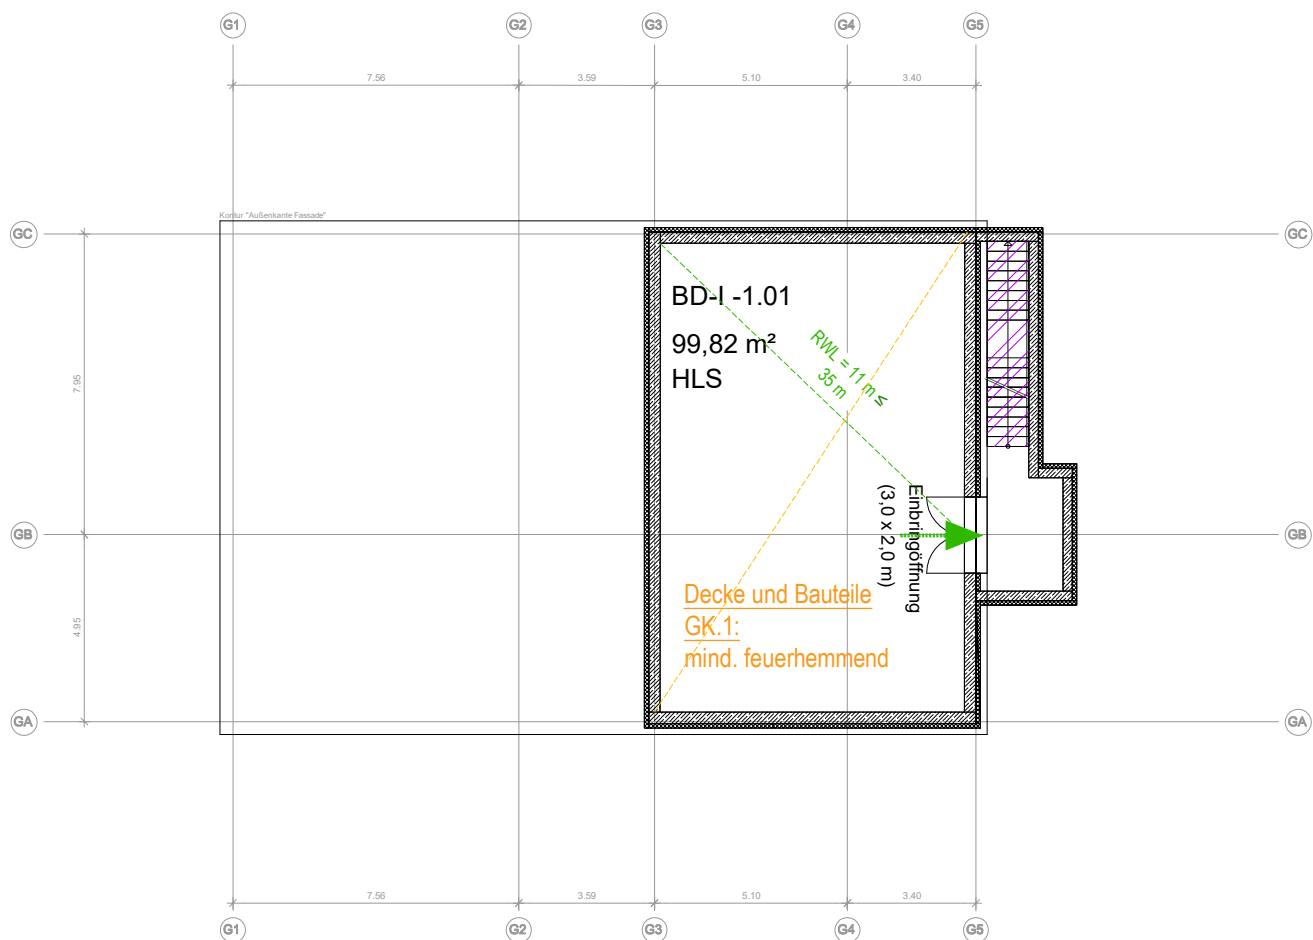 G1 G2 G3 G4 G5
7.56 3.59 5.10 3.40
Kontur "Außenkante Fassade"
GC GC
BD-I -1.01
99,82 m²
HLS
RWL = 11 m ≤
35 m
7.95
Einbringöffnung
(3,0 x 2,0 m)
GB GB
Decke und Bauteile
GK.1:
mind. feuerhemmend
4.95
GA GA
7.56 3.59 5.10 3.40
G1 G2 G3 G4 G5